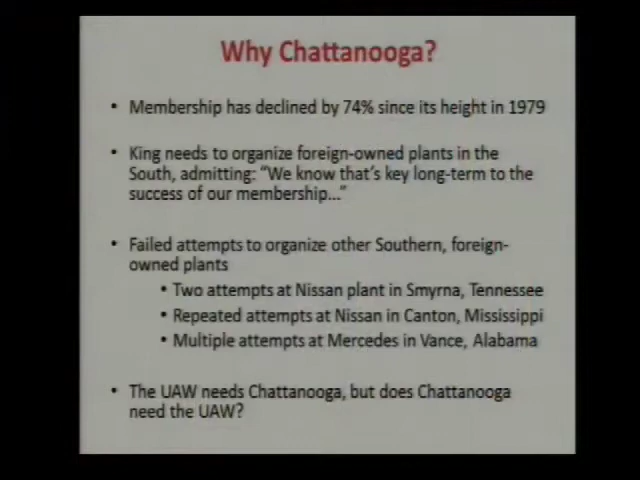 Why Chattanooga?
• Membership has declined by 74% since its height in 1979
• King needs to organize foreign-owned plants in the
South, admitting: "We know that's key long-term to the
success of our membership..."
• Failed attempts to organize other Southern, foreign-
owned plants
• Two attempts at Nissan plant in Smyrna, Tennessee
• Repeated attempts at Nissan in Canton, Mississippi
• Multiple attempts at Mercedes in Vance, Alabama
• The UAW needs Chattanooga, but does Chattanooga
need the UAW?